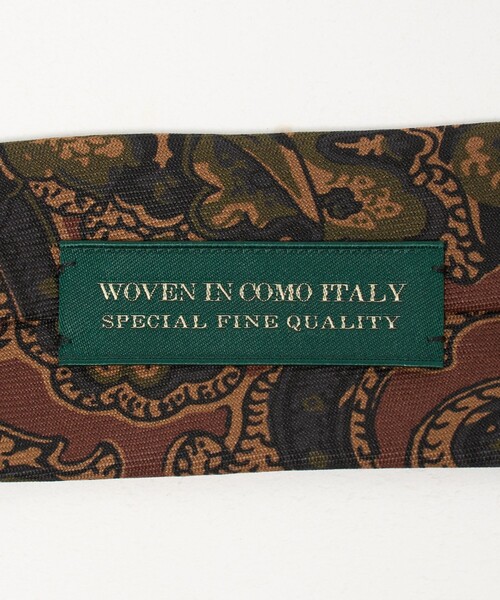 WOVEN IN COMO ITALY
SPECIAL FINE QUALITY